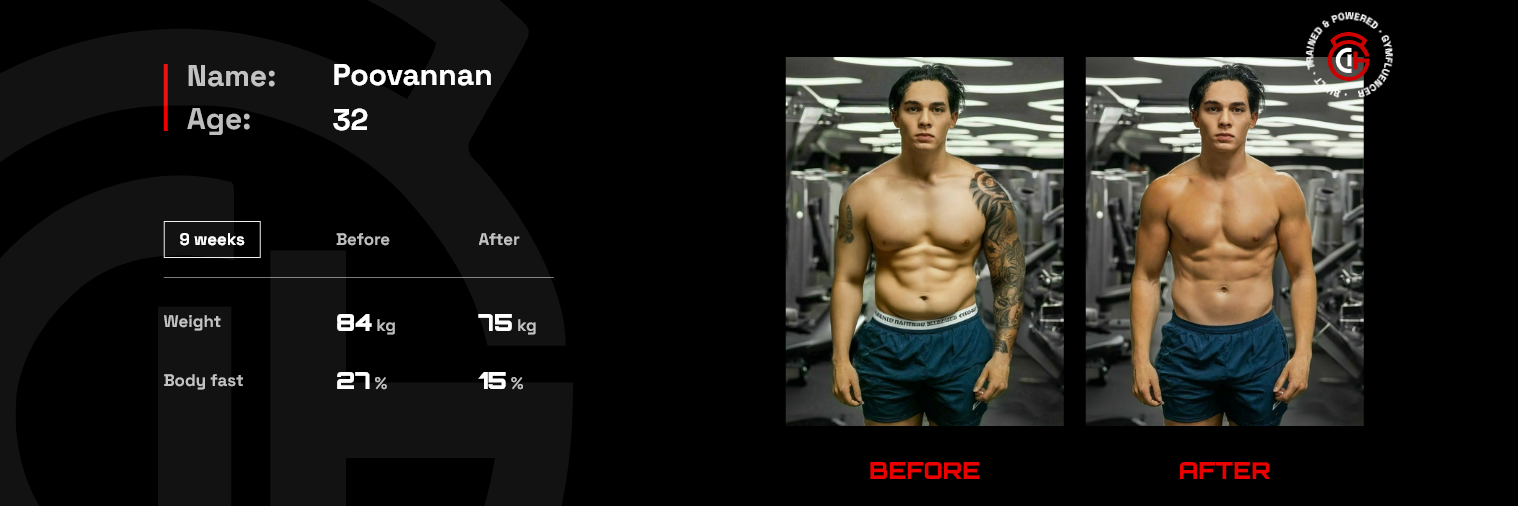 Name: Poovannan
Age: 32
9 weeks Before After
Weight 84 kg 75 kg
Body fast 27 % 15 %
BEFORE
AFTER
BUILT · TRAINED & POWERED · GYMFLUENCER ·